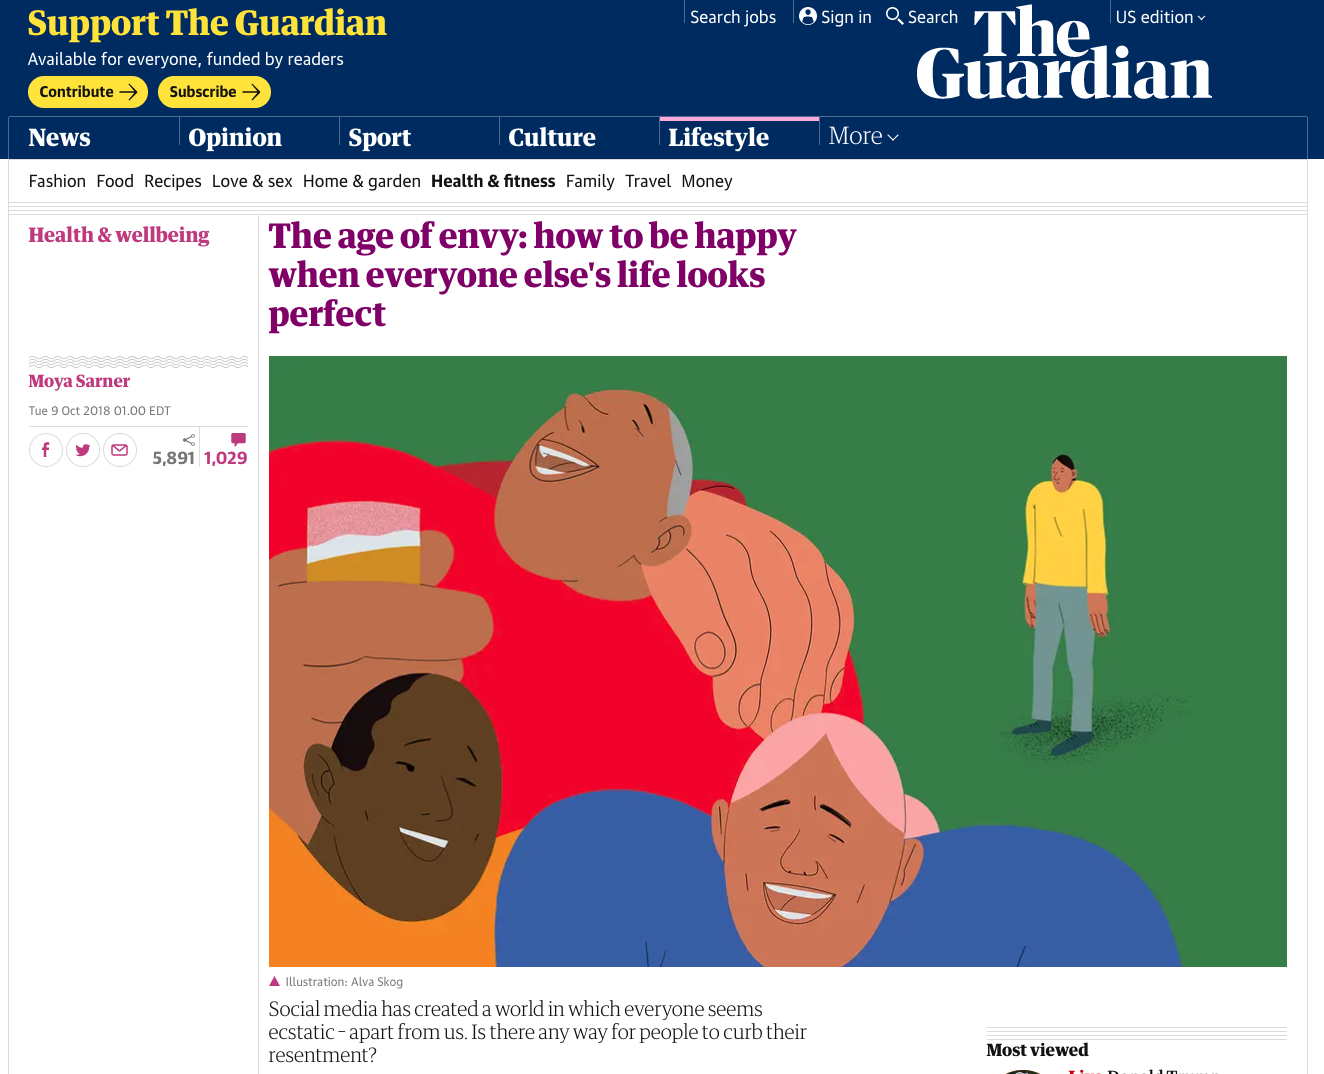 Support The Guardian
Available for everyone, funded by readers
Contribute
Subscribe
Search jobs
Sign in
Search
US edition
The
Guardian
News
Opinion
Sport
Culture
Lifestyle
More
Fashion Food Recipes Love & sex Home & garden Health & fitness Family Travel Money
Health & wellbeing
The age of envy: how to be happy
when everyone else's life looks
perfect
Moya Sarner
Tue 9 Oct 2018 01.00 EDT
5,891
1,029
Illustration: Alva Skog
Social media has created a world in which everyone seems
ecstatic – apart from us. Is there any way for people to curb their
resentment?
Most viewed
Live Donald Trump